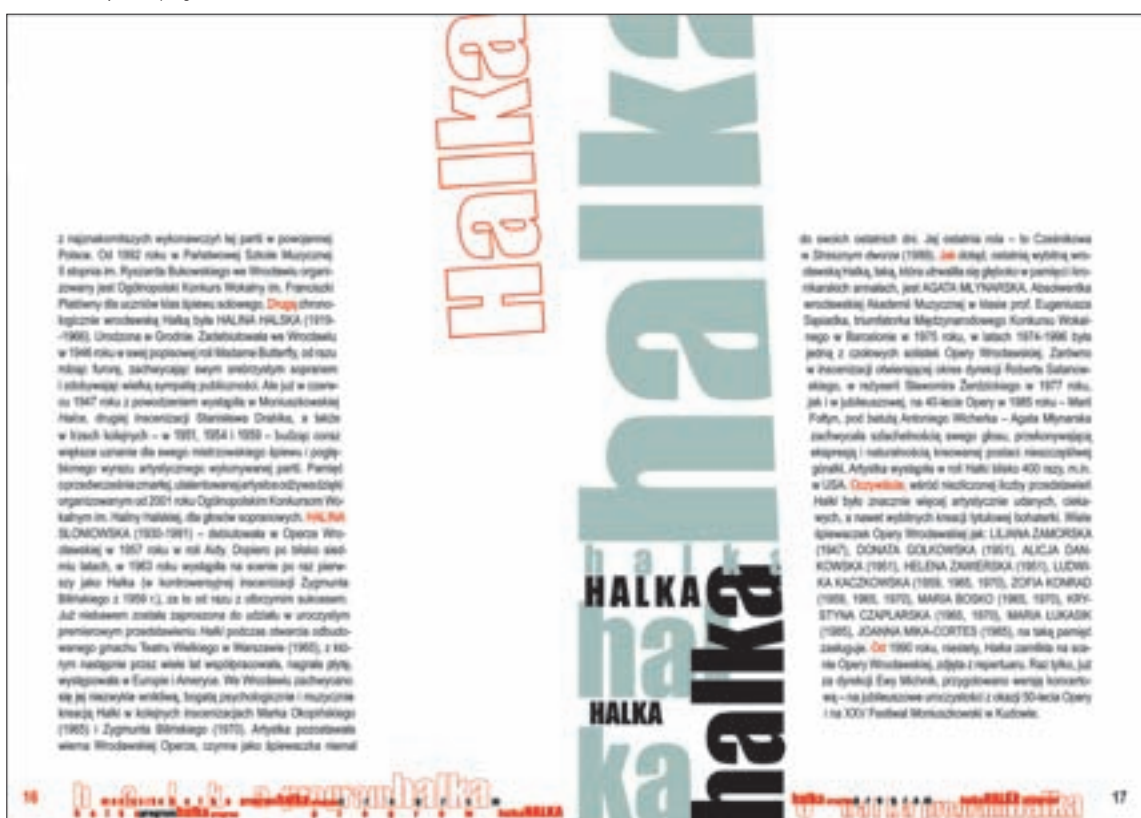 Halka
halka
z najznakomitszych wykonawczyń tej partii w powojennej
Polsce. Od 1992 roku w Państwowej Szkole Muzycznej
II stopnia im. Ryszarda Bukowskiego we Wrocławiu organi-
zowany jest Ogólnopolski Konkurs Wokalny im. Franciszki
Platówny dla uczniów klas śpiewu solowego. Drugą chrono-
logicznie wrocławską Halką była HALINA HALSKA (1919-
-1966). Urodzona w Grodnie. Zadebiutowała we Wrocławiu
w 1946 roku w swej popisowej roli Madame Butterfly, od razu
robiąc furorę, zachwycając swym srebrzystym sopranem
i zdobywając wielką sympatię publiczności. Ale już w czerw-
cu 1947 roku z powodzeniem wystąpiła w Moniuszkowskiej
Halce, drugiej inscenizacji Stanisława Drabika, a także
w trzech kolejnych – w 1951, 1954 i 1959 – budząc coraz
większe uznanie dla swego mistrzowskiego śpiewu i pogłę-
bionego wyrazu artystycznego wykonywanej partii. Pamięć
o przedwcześnie zmarłej, utalentowanej artystce odżywa dzięki
organizowanym od 2001 roku Ogólnopolskim Konkursom Wo-
kalnym im. Haliny Halskiej, dla głosów sopranowych. HALINA
SŁONIOWSKA (1930-1991) – debiutowała w Operze Wro-
cławskiej w 1957 roku w roli Aidy. Dopiero po blisko sied-
miu latach, w 1963 roku wystąpiła na scenie po raz pierw-
szy jako Halka (w kontrowersyjnej inscenizacji Zygmunta
Bilińskiego z 1959 r.), za to od razu z olbrzymim sukcesem.
Już niebawem została zaproszona do udziału w uroczystym
premierowym przedstawieniu Halki podczas otwarcia odbudo-
wanego gmachu Teatru Wielkiego w Warszawie (1965), z któ-
rym następnie przez wiele lat współpracowała, nagrała płytę,
występowała w Europie i Ameryce. We Wrocławiu zachwycano
się jej niezwykle wnikliwą, bogatą psychologicznie i muzycznie
kreacją Halki w kolejnych inscenizacjach Marka Okopińskiego
(1965) i Zygmunta Bilińskiego (1970). Artystka pozostawała
wierna Wrocławskiej Operze, czynna jako śpiewaczka niemal
halka
HALKA
hal
HALKA
ka
halka
do swoich ostatnich dni. Jej ostatnia rola – to Cześnikowa
w Strasznym dworze (1988). Jak dotąd, ostatnią wybitną wro-
cławską Halką, taką, która utrwaliła się głęboko w pamięci i kro-
nikarskich annałach, jest AGATA MŁYNARSKA. Absolwentka
wrocławskiej Akademii Muzycznej w klasie prof. Eugeniusza
Sąsiadka, triumfatorka Międzynarodowego Konkursu Wokal-
nego w Barcelonie w 1975 roku, w latach 1974-1996 była
jedną z czołowych solistek Opery Wrocławskiej. Zarówno
w inscenizacji otwierającej okres dyrekcji Roberta Satanow-
skiego, w reżyserii Sławomira Żerdzickiego w 1977 roku,
jak i w jubileuszowej, na 40-lecie Opery w 1985 roku – Marii
Fołtyn, pod batutą Antoniego Wicherka – Agata Młynarska
zachwycała szlachetnością swego głosu, przekonywającą
ekspresją i naturalnością kreowanej postaci nieszczęśliwej
góralki. Artystka wystąpiła w roli Halki blisko 400 razy, m.in.
w USA. Oczywiście, wśród niezliczonej liczby przedstawień
Halki było znacznie więcej artystycznie udanych, cieka-
wych, a nawet wybitnych kreacji tytułowej bohaterki. Wiele
śpiewaczek Opery Wrocławskiej jak: LILIANA ZAMORSKA
(1947), DONATA GOŁKOWSKA (1951), ALICJA DAN-
KOWSKA (1951), HELENA ZAWIERSKA (1951), LUDWI-
KA KACZKOWSKA (1959, 1965, 1970), ZOFIA KONRAD
(1959, 1965, 1970), MARIA BOSKO (1965, 1970), KRY-
STYNA CZAPLARSKA (1965, 1970), MARIA ŁUKASIK
(1985), JOANNA MIKA-CORTES (1985), na taką pamięć
zasługuje. Od 1990 roku, niestety, Halka zamilkła na sce-
nie Opery Wrocławskiej, zdjęta z repertuaru. Raz tylko, już
za dyrekcji Ewy Michnik, przygotowano wersję koncerto-
wą – na jubileuszowe uroczystości z okazji 50-lecia Opery
i na XXV Festiwal Moniuszkowski w Kudowie.
16
halka
17